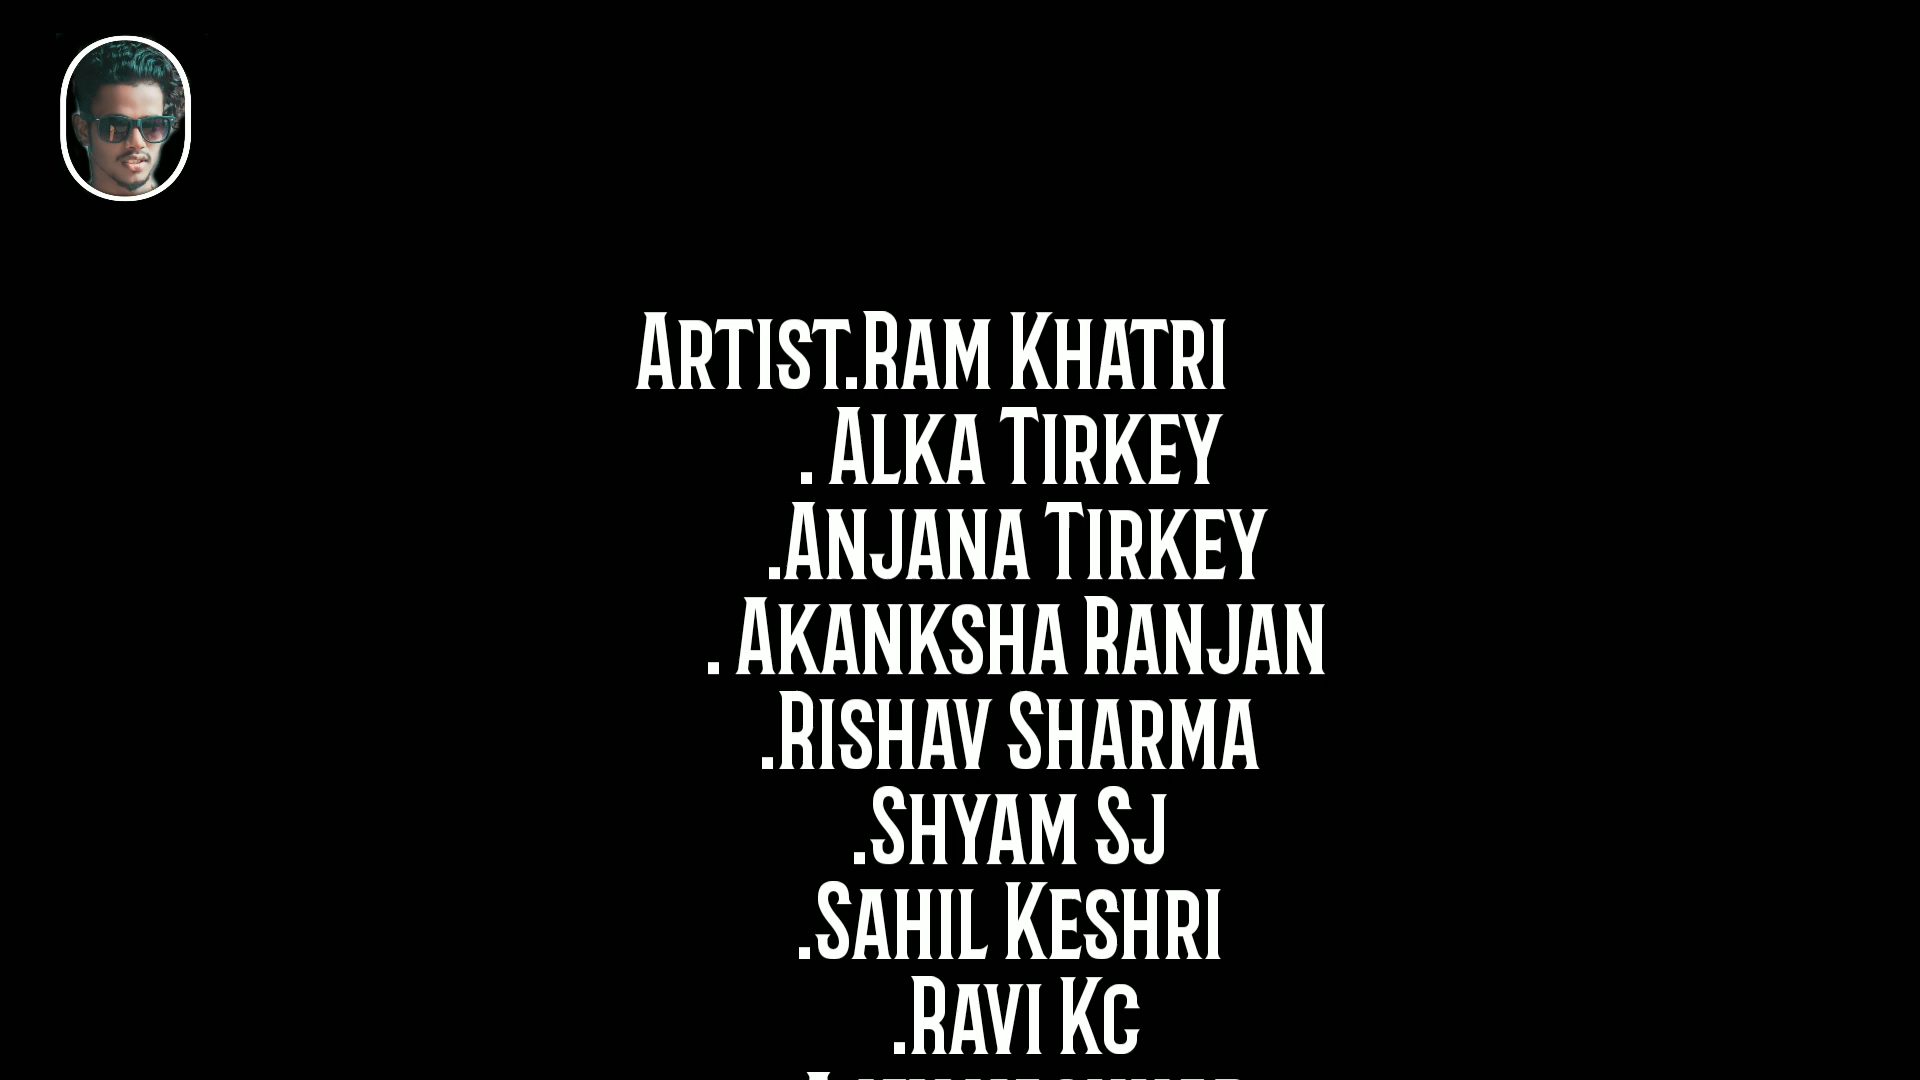 Artist.Ram Khatri
. Alka Tirkey
.Anjana Tirkey
. Akanksha Ranjan
.Rishav Sharma
.Shyam Sj
.Sahil Keshri
.Ravi Kc